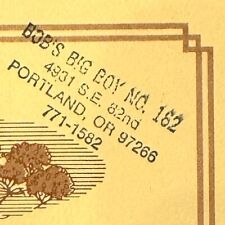 BOB'S BIG BOY NO. 162
4931 S.E. 82nd
PORTLAND, OR 97266
771-1582